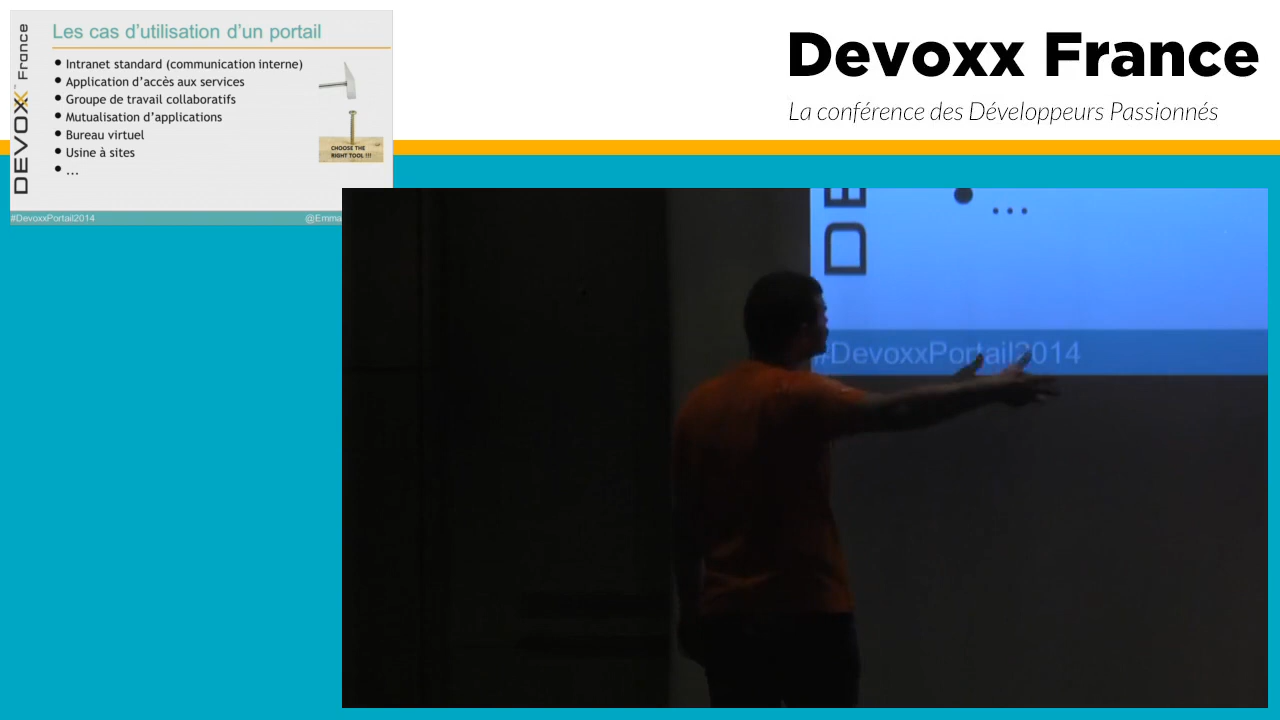 Les cas d'utilisation d'un portail
DEVOXX™ France
• Intranet standard (communication interne)
• Application d'accès aux services
• Groupe de travail collaboratifs
• Mutualisation d'applications
• Bureau virtuel
• Usine à sites
• ...
CHOOSE THE
RIGHT TOOL !!!
#DevoxxPortail2014
@Emma
Devoxx France
La conférence des Développeurs Passionnés
DE
• ...
#DevoxxPortail2014